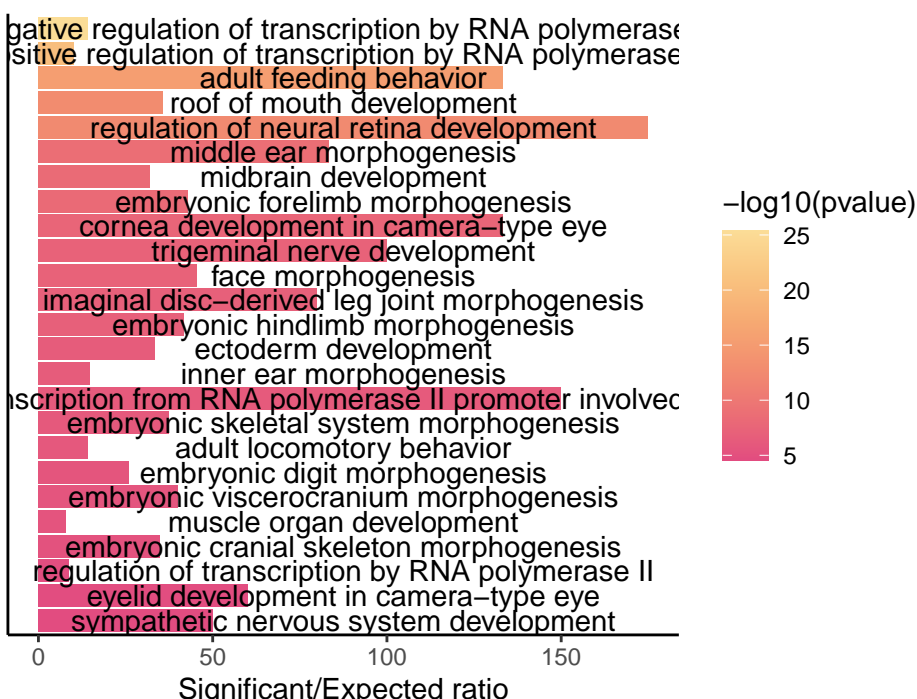 gative regulation of transcription by RNA polymerase
sitive regulation of transcription by RNA polymerase
adult feeding behavior
roof of mouth development
regulation of neural retina development
middle ear morphogenesis
midbrain development
embryonic forelimb morphogenesis
cornea development in camera−type eye
trigeminal nerve development
face morphogenesis
imaginal disc−derived leg joint morphogenesis
embryonic hindlimb morphogenesis
ectoderm development
inner ear morphogenesis
nscription from RNA polymerase II promoter involved
embryonic skeletal system morphogenesis
adult locomotory behavior
embryonic digit morphogenesis
embryonic viscerocranium morphogenesis
muscle organ development
embryonic cranial skeleton morphogenesis
regulation of transcription by RNA polymerase II
eyelid development in camera−type eye
sympathetic nervous system development
0 50 100 150
Significant/Expected ratio
−log10(pvalue)
25
20
15
10
5